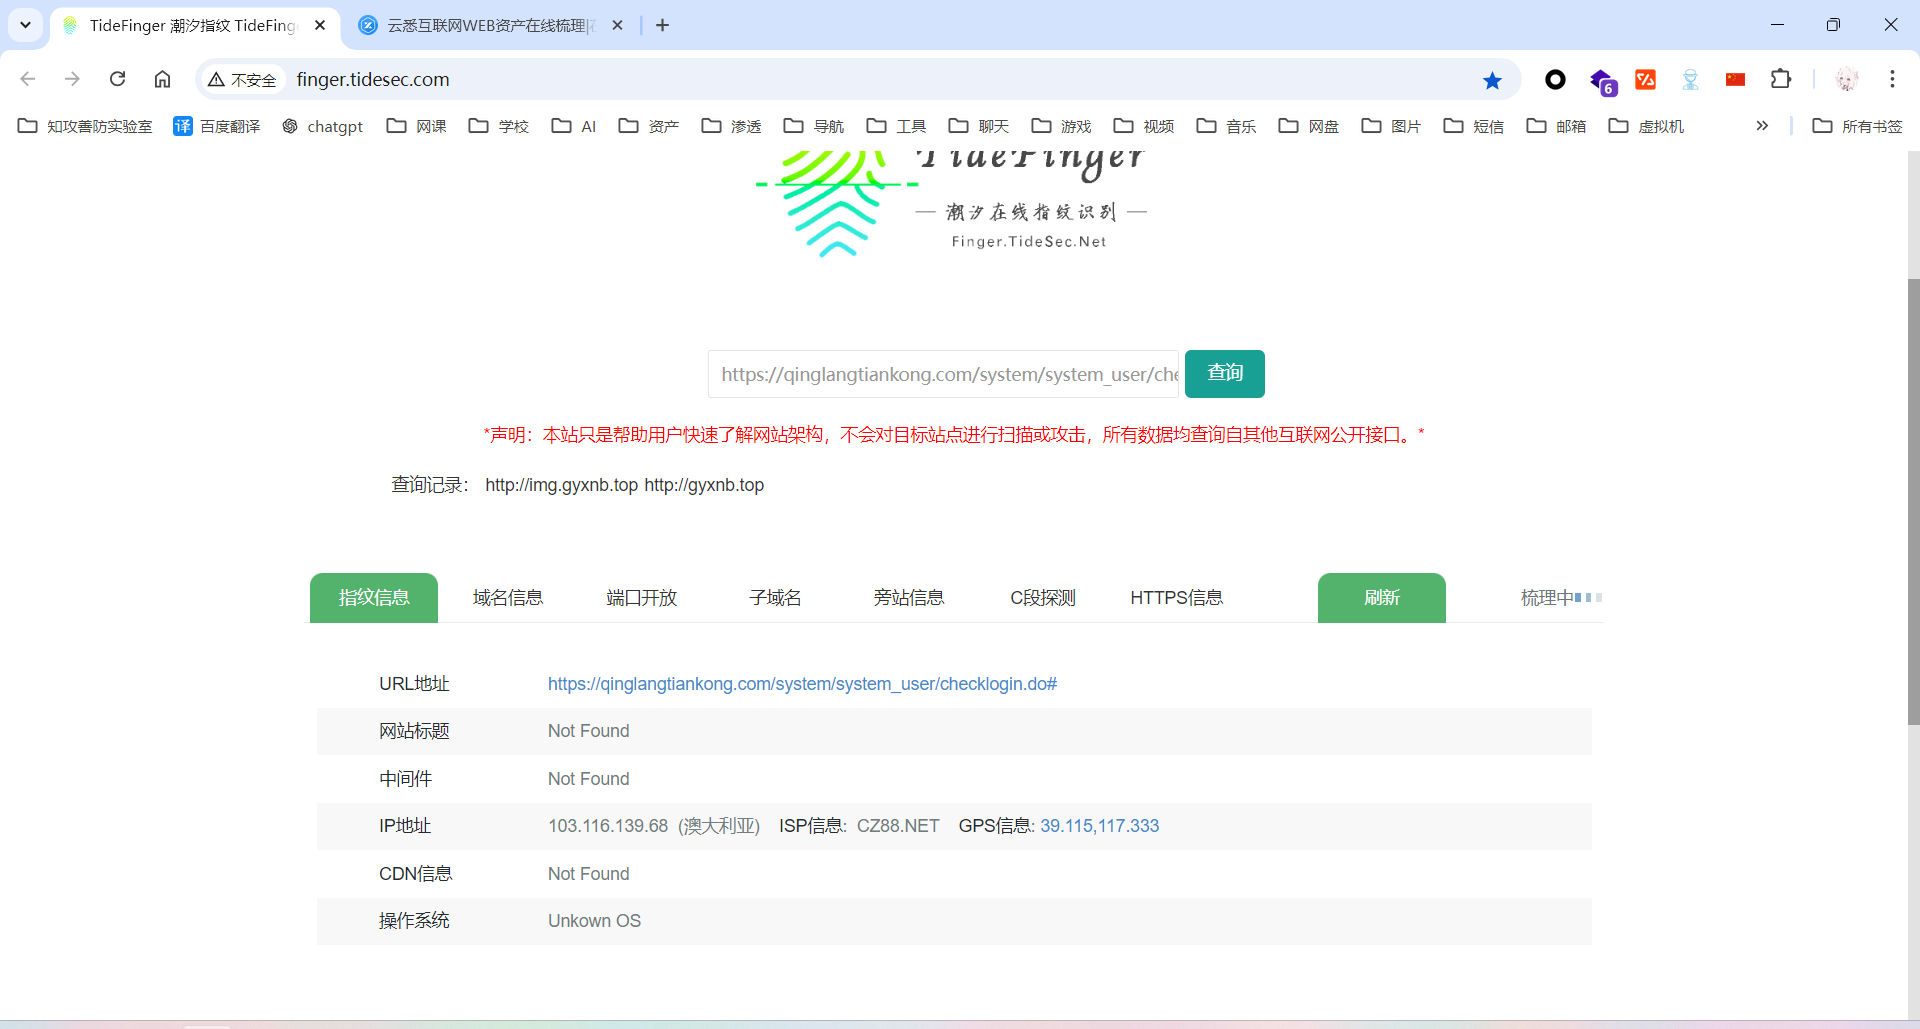 TideFinger 潮汐指纹 TideFing
云悉互联网WEB资产在线梳理|
不安全
finger.tidesec.com
6
知攻善防实验室
译 百度翻译
chatgpt
网课
学校
AI
资产
渗透
导航
工具
聊天
游戏
视频
音乐
网盘
图片
短信
邮箱
虚拟机
»
所有书签
TideFinger
— 潮汐在线指纹识别 —
Finger.TideSec.Net
https://qinglangtiankong.com/system/system_user/che
查询
*声明：本站只是帮助用户快速了解网站架构，不会对目标站点进行扫描或攻击，所有数据均查询自其他互联网公开接口。*
查询记录： http://img.gyxnb.top http://gyxnb.top
指纹信息
域名信息
端口开放
子域名
旁站信息
C段探测
HTTPS信息
刷新
梳理中
URL地址 https://qinglangtiankong.com/system/system_user/checklogin.do#
网站标题 Not Found
中间件 Not Found
IP地址 103.116.139.68 (澳大利亚) ISP信息: CZ88.NET GPS信息: 39.115,117.333
CDN信息 Not Found
操作系统 Unkown OS